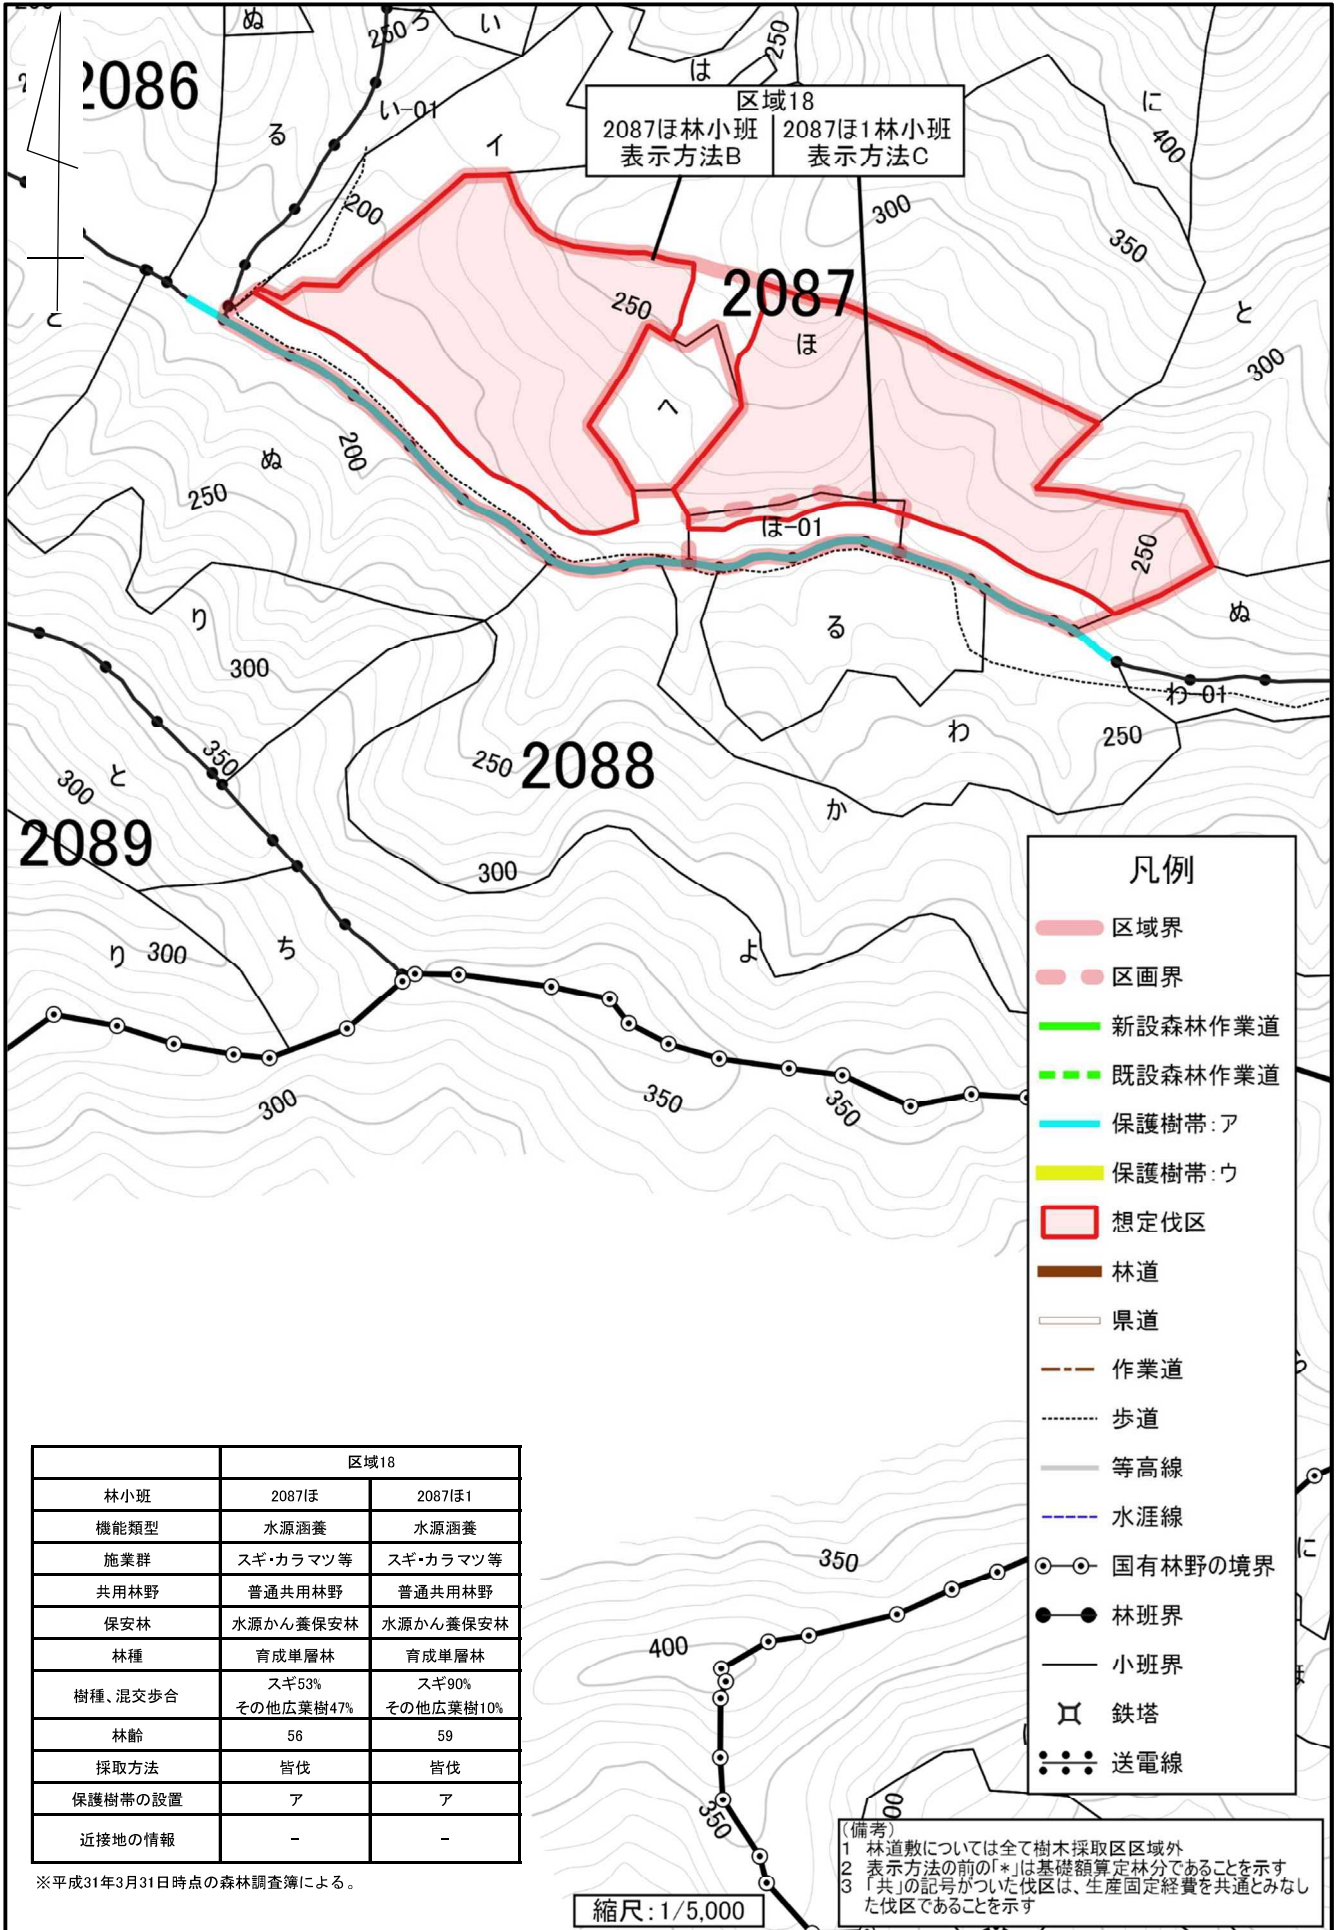 ぬ
250
ろ
い
250
は
2086
い-01
に
400
る
イ
区域18
2087ほ林小班 2087ほ1林小班
表示方法B 表示方法C
200
300
350
250
2087
ほ
と
と
300
フ
ぬ
200
250
ほ-01
250
り
300
る
ぬ
わ-01
わ
250
350
と
300
250
2088
か
2089
300
り
300
ち
よ
300
350
350
凡例
区域界
区画界
新設森林作業道
既設森林作業道
保護樹帯:ア
保護樹帯:ウ
想定伐区
林道
県道
作業道
歩道
等高線
水涯線
国有林野の境界
林班界
小班界
鉄塔
送電線
に
350
400
350
区域18
林小班 2087ほ 2087ほ1
機能類型 水源涵養 水源涵養
施業群 スギ・カラマツ等 スギ・カラマツ等
共用林野 普通共用林野 普通共用林野
保安林 水源かん養保安林 水源かん養保安林
林種 育成単層林 育成単層林
樹種、混交歩合 スギ53% スギ90%
その他広葉樹47% その他広葉樹10%
林齢 56 59
採取方法 皆伐 皆伐
保護樹帯の設置 ア ア
近接地の情報 - -
※平成31年3月31日時点の森林調査簿による。
縮尺:1/5,000
(備考)
1 林道敷については全て樹木採取区区域外
2 表示方法の前の「*」は基礎額算定林分であることを示す
3 「共」の記号がついた伐区は、生産固定経費を共通とみなし
た伐区であることを示す